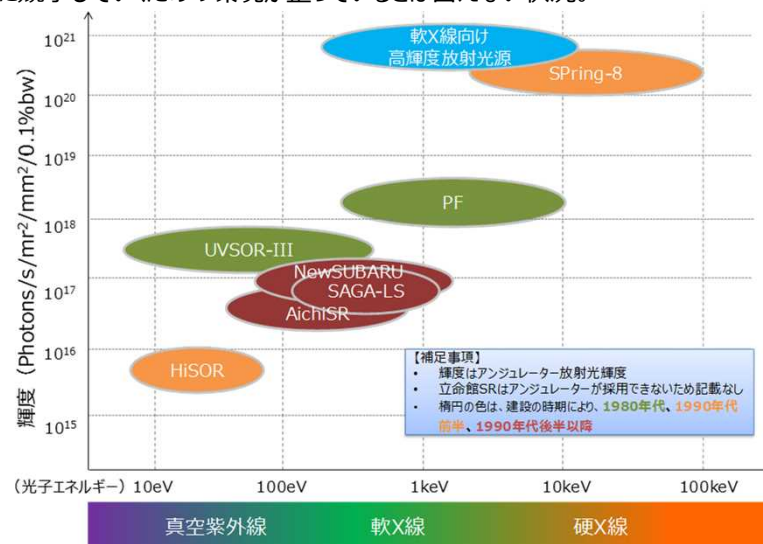 10²¹
軟X線向け
高輝度放射光源
SPring-8
10²⁰
10¹⁹
PF
10¹⁸
UVSOR-III
NewSUBARU
10¹⁷
SAGA-LS
AichiSR
10¹⁶
HiSOR
10¹⁵
輝度 (Photons/s/mr²/mm²/0.1%bw)
【補足事項】
• 輝度はアンジュレーター放射光輝度
• 立命館SRはアンジュレーターが採用できないため記載なし
• 楕円の色は、建設の時期により、1980年代、1990年代
前半、1990年代後半以降
(光子エネルギー) 10eV 100eV 1keV 10keV 100keV
真空紫外線 軟X線 硬X線